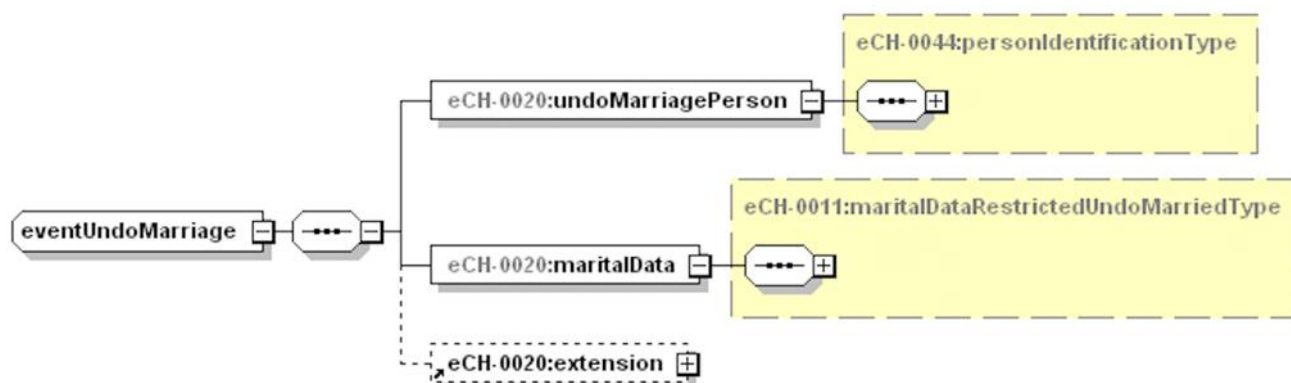 eCH-0044:personIdentificationType
eCH-0020:undoMarriagePerson
eCH-0011:maritalDataRestrictedUndoMarriedType
eventUndoMarriage
eCH-0020:maritalData
eCH-0020:extension